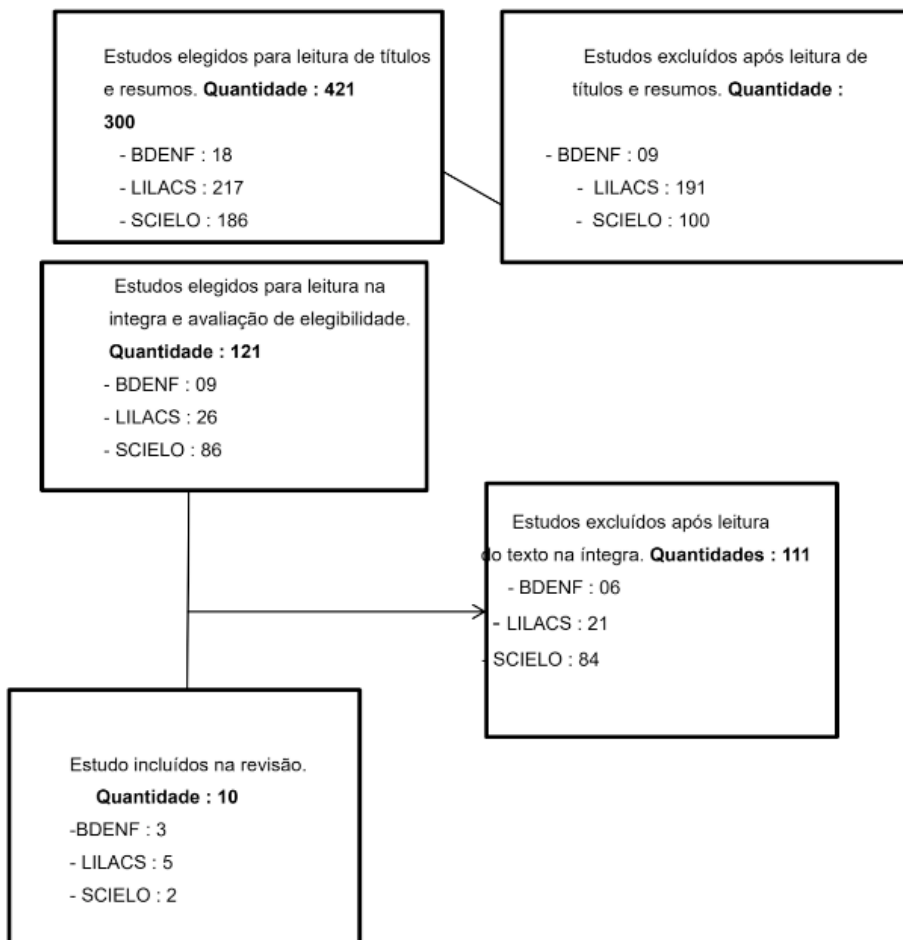 Estudos elegidos para leitura de títulos
e resumos. Quantidade : 421
300
- BDENF : 18
- LILACS : 217
- SCIELO : 186
Estudos excluídos após leitura de
títulos e resumos. Quantidade :
- BDENF : 09
- LILACS : 191
- SCIELO : 100
Estudos elegidos para leitura na
integra e avaliação de elegibilidade.
Quantidade : 121
- BDENF : 09
- LILACS : 26
- SCIELO : 86
Estudos excluídos após leitura
do texto na íntegra. Quantidades : 111
- BDENF : 06
- LILACS : 21
- SCIELO : 84
Estudo incluídos na revisão.
Quantidade : 10
-BDENF : 3
- LILACS : 5
- SCIELO : 2